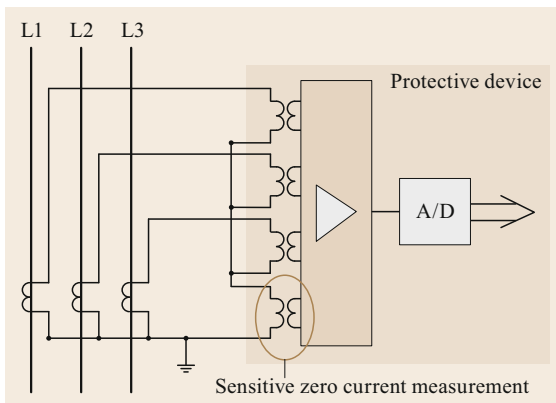 L1 L2 L3
Protective device
A/D
Sensitive zero current measurement